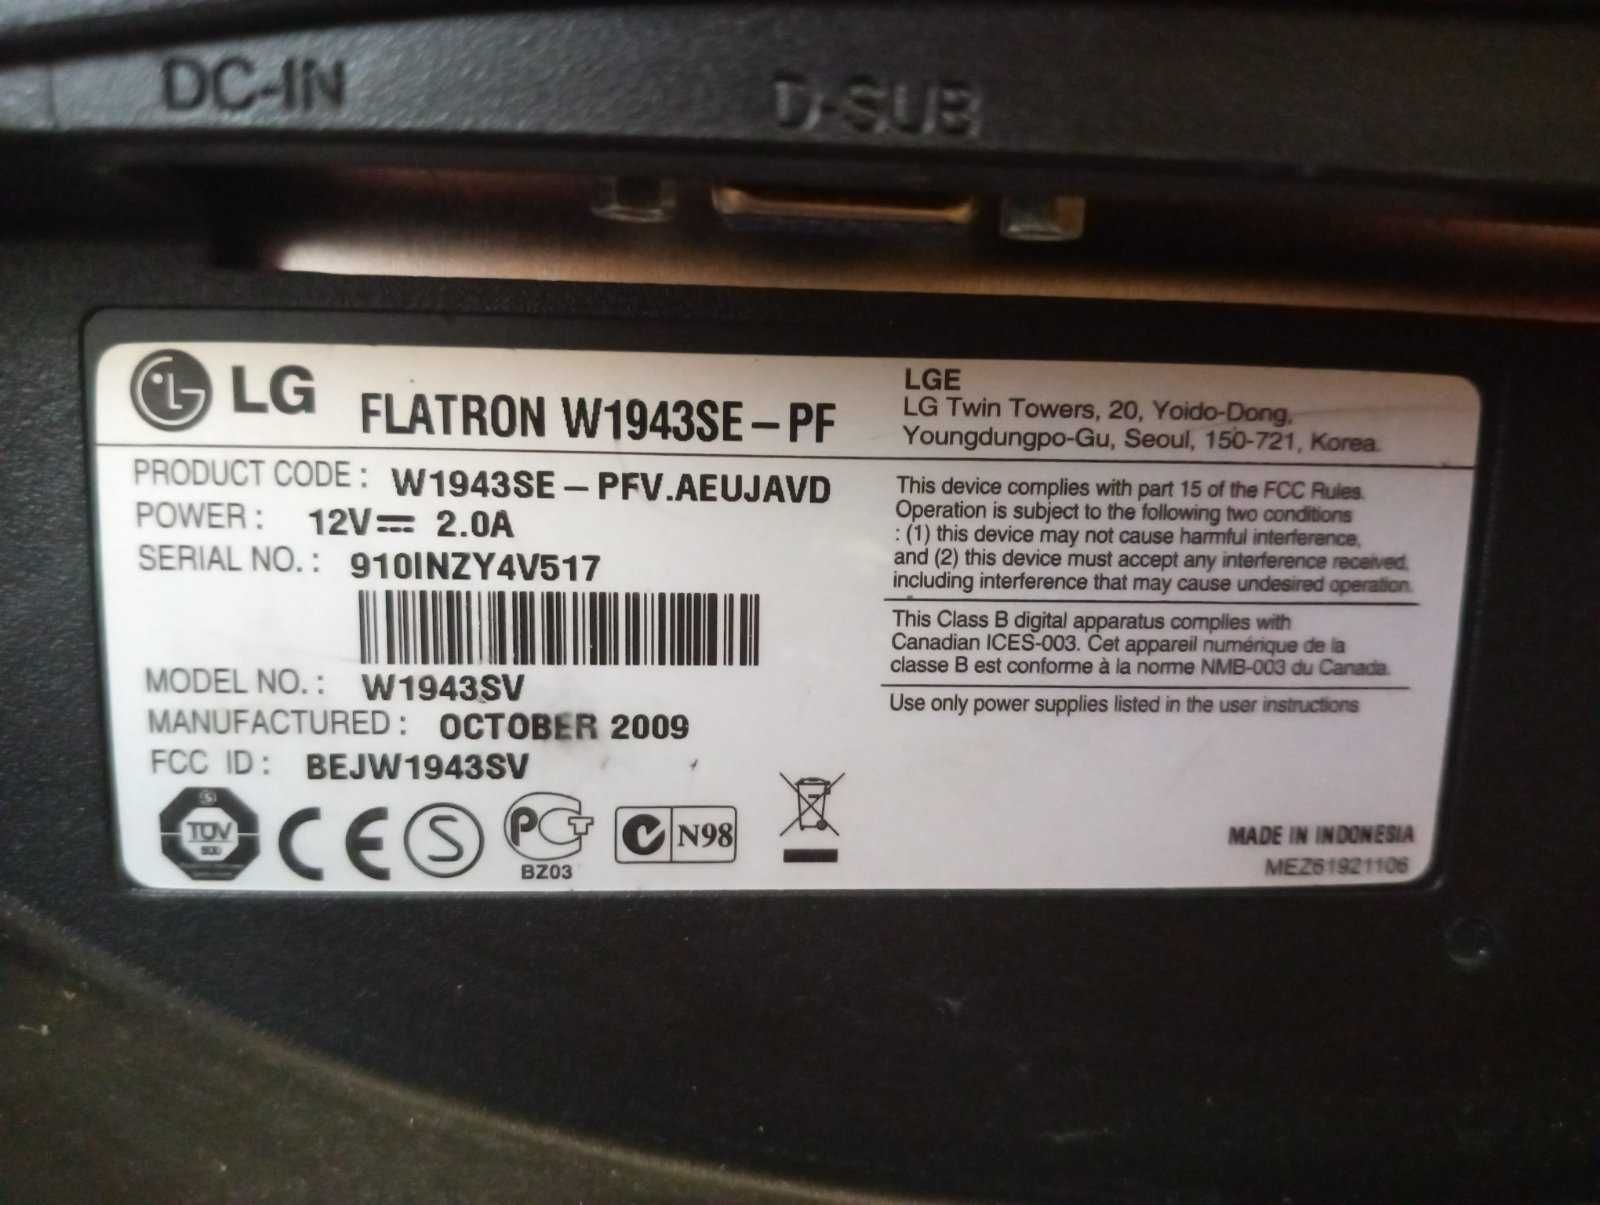 DC-IN
D-SUB
LG
FLATRON W1943SE-PF
LGE
LG Twin Towers, 20, Yoido-Dong,
Youngdungpo-Gu, Seoul, 150-721, Korea.
PRODUCT CODE : W1943SE-PFV.AEUJAVD
POWER : 12V 2.0A
SERIAL NO. : 910INZY4V517
MODEL NO. : W1943SV
MANUFACTURED : OCTOBER 2009
FCC ID : BEJW1943SV
This device complies with part 15 of the FCC Rules.
Operation is subject to the following two conditions
: (1) this device may not cause harmful interference,
and (2) this device must accept any interference received,
including interference that may cause undesired operation.
This Class B digital apparatus complies with
Canadian ICES-003. Cet appareil numérique de la
classe B est conforme à la norme NMB-003 du Canada.
Use only power supplies listed in the user instructions
S
TÜV
CE
S
PCT
BZ03
N98
MADE IN INDONESIA
MEZ61921106